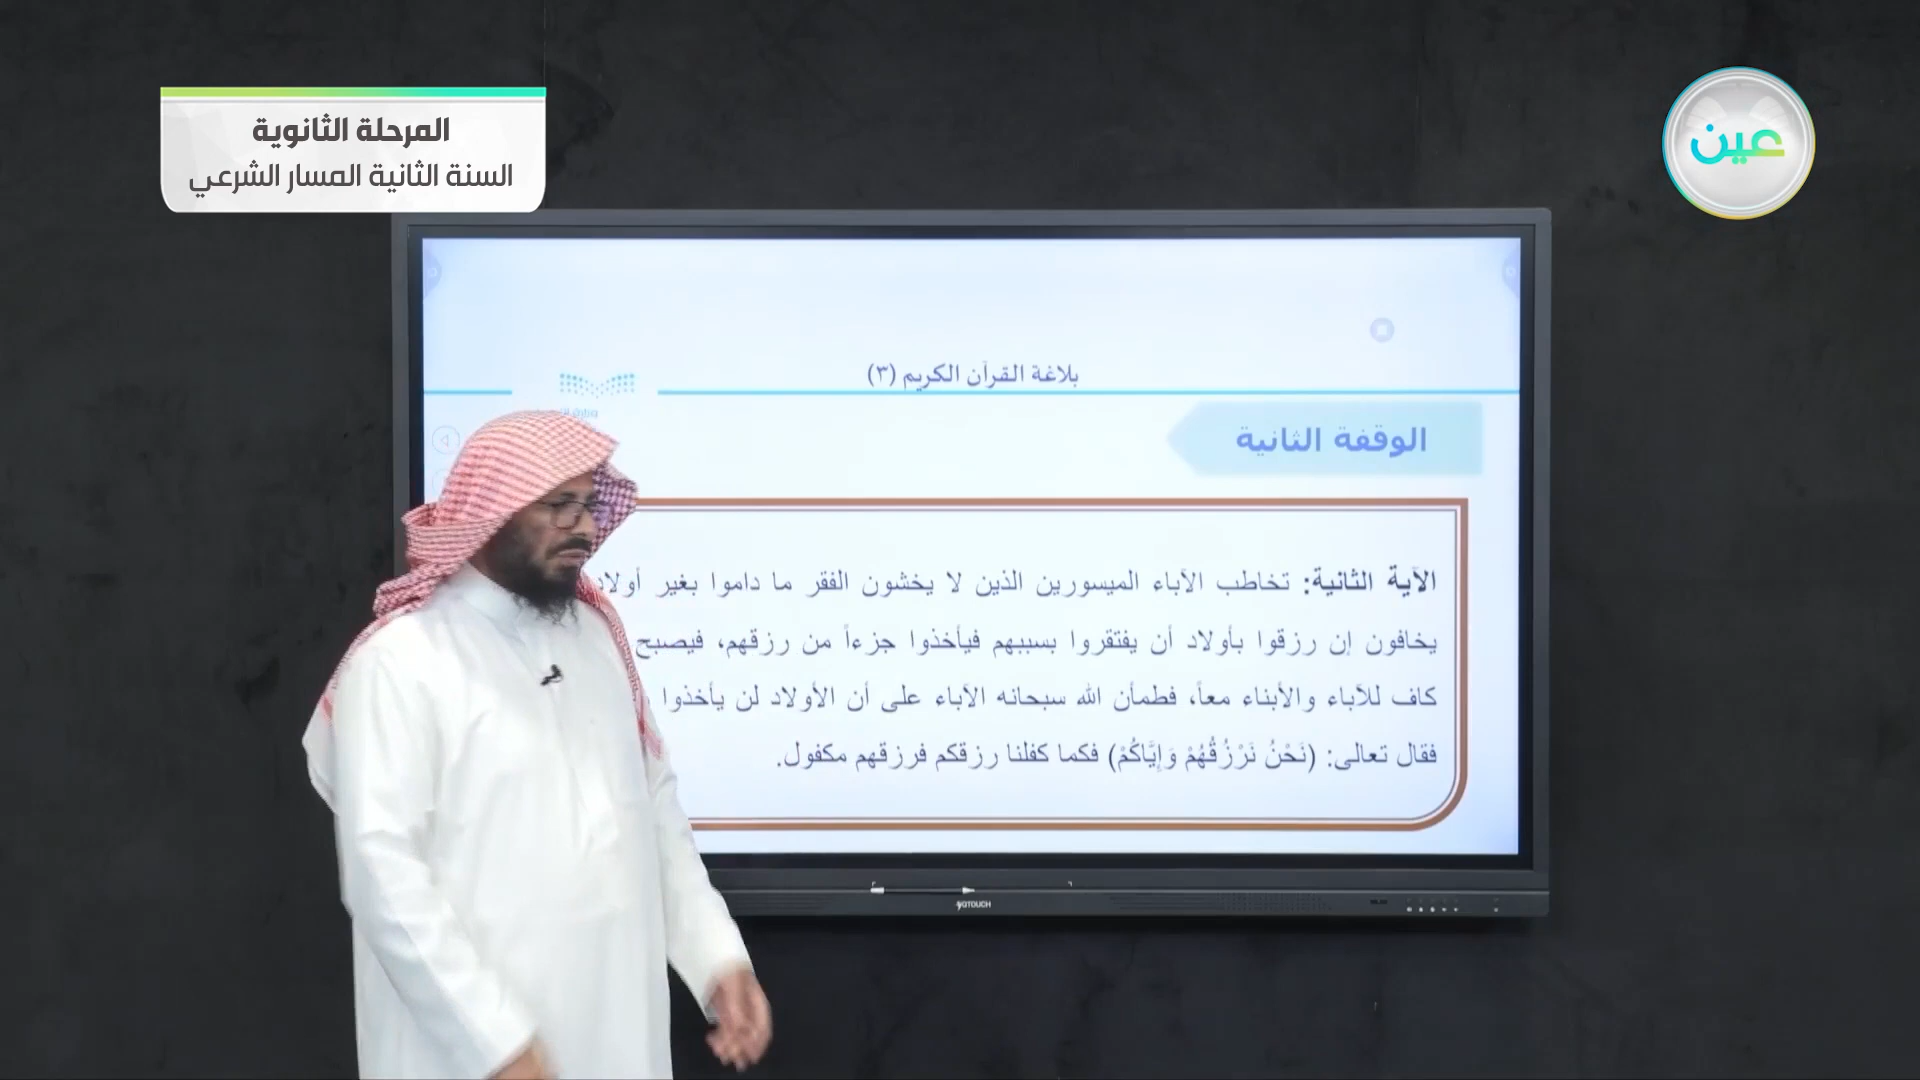 المرحلة الثانوية
السنة الثانية المسار الشرعي
عين
بلاغة القرآن الكريم (٣)
الوقفة الثانية
الآية الثانية: تخاطب الآباء الميسورين الذين لا يخشون الفقر ما داموا بغير
يخافون إن رزقوا بأولاد أن يفتقروا بسببهم فيأخذوا جزءاً من رزقهم، فيصبح
كاف للآباء والأبناء معاً، فطمأن الله سبحانه الآباء على أن الأولاد لن يأخذوا
فقال تعالى: (نَحْنُ نَرْزُقُهُمْ وَإِيَّاكُمْ) فكما كفلنا رزقكم فرزقهم مكفول.